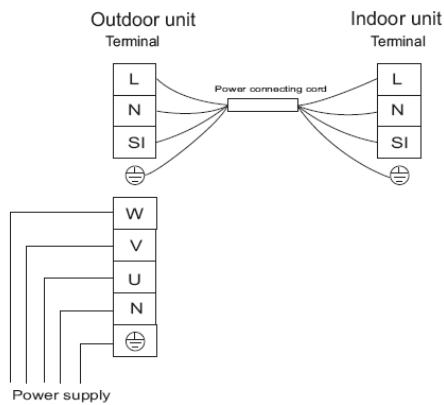 Outdoor unit
Terminal
Indoor unit
Terminal
L
N
SI
Power connecting cord
L
N
SI
W
V
U
N
Power supply